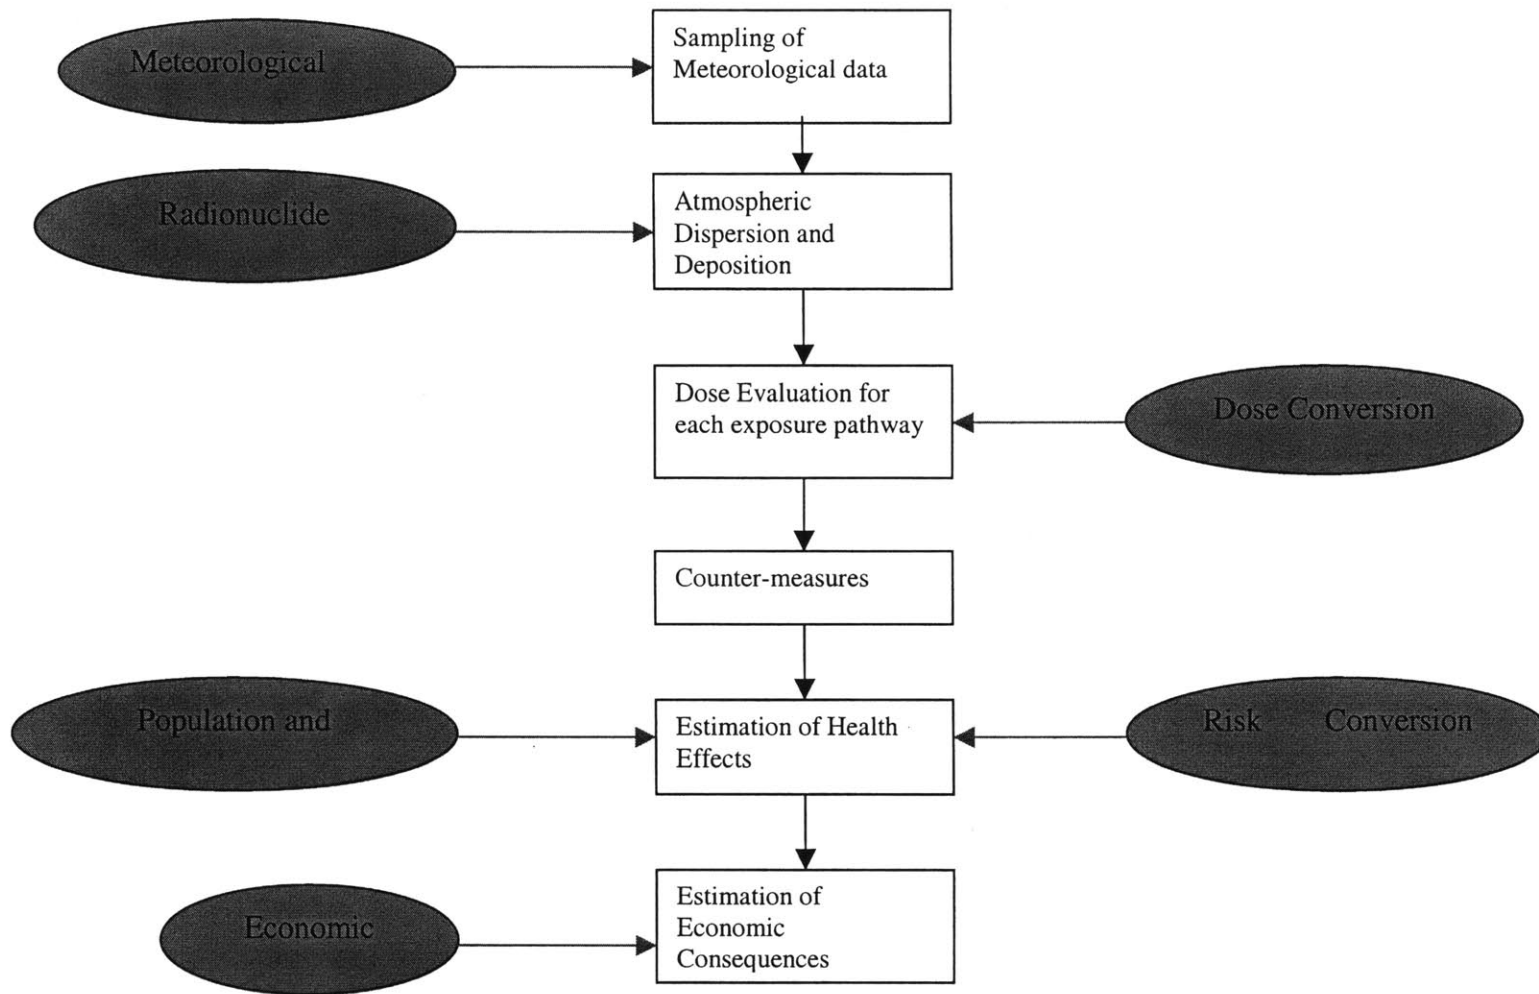 Meteorological
Sampling of
Meteorological data
Radionuclide
Atmospheric
Dispersion and
Deposition
Dose Evaluation for
each exposure pathway
Dose Conversion
Counter-measures
Population and
Estimation of Health
Effects
Risk Conversion
Economic
Estimation of
Economic
Consequences